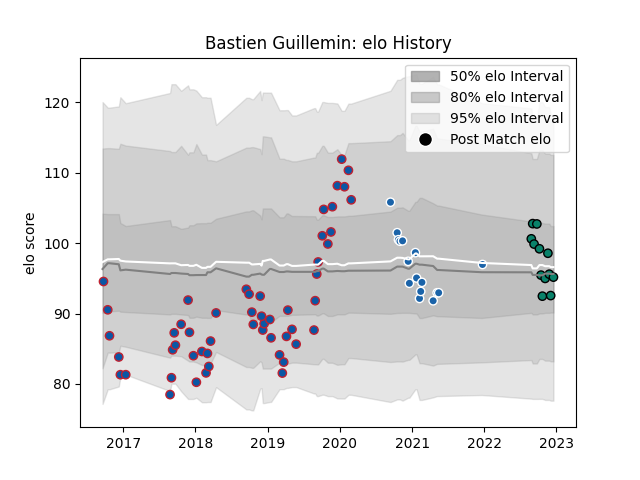 Bastien Guillemin: elo History
50% elo Interval
80% elo Interval
95% elo Interval
Post Match elo
elo score
120
110
100
90
80
2017
2018
2019
2020
2021
2022
2023